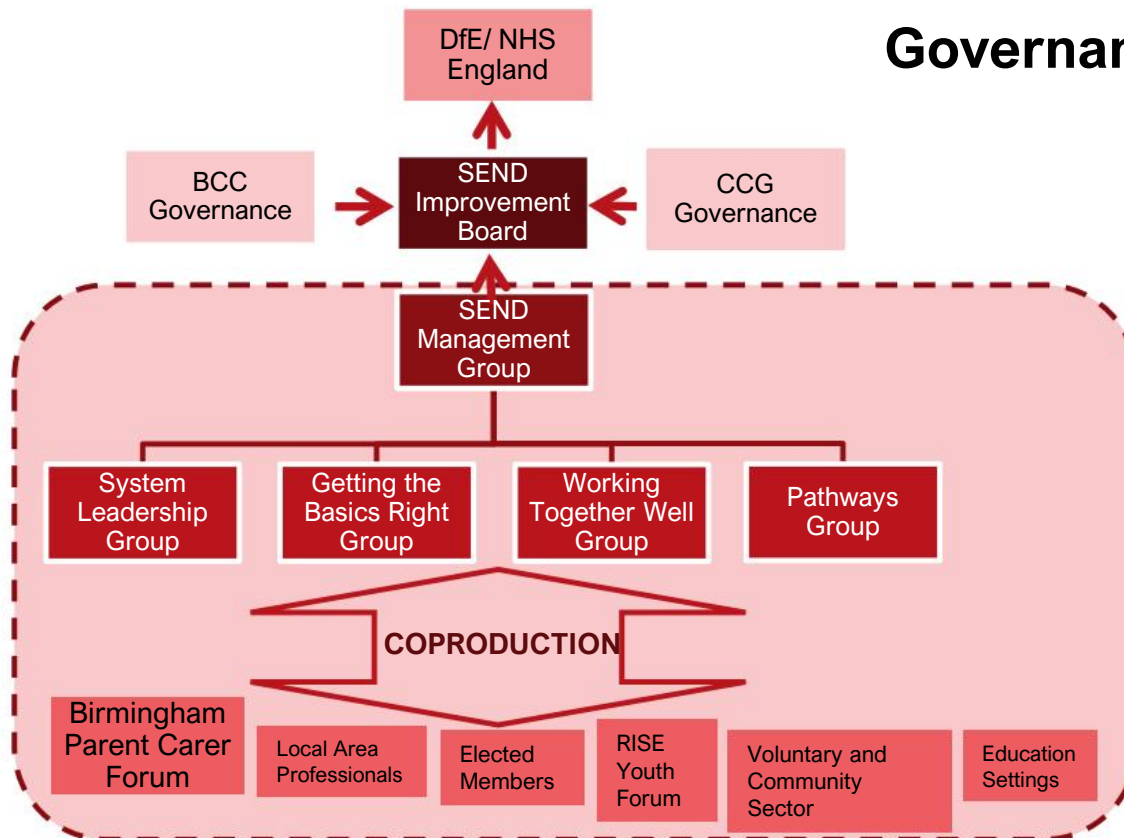 Governan
DfE/ NHS
England
BCC
Governance
SEND
Improvement
Board
CCG
Governance
SEND
Management
Group
System
Leadership
Group
Getting the
Basics Right
Group
Working
Together Well
Group
Pathways
Group
COPRODUCTION
Birmingham
Parent Carer
Forum
Local Area
Professionals
Elected
Members
RISE
Youth
Forum
Voluntary and
Community
Sector
Education
Settings